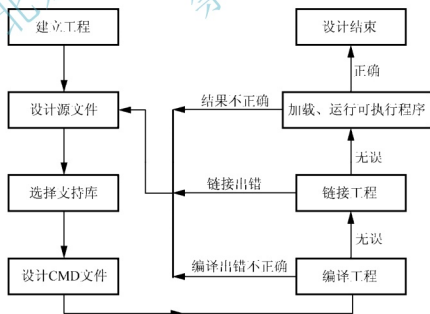 建立工程
设计结束
正确
设计源文件
结果不正确
加载、运行可执行程序
无误
选择支持库
链接出错
链接工程
无误
设计CMD文件
编译出错不正确
编译工程